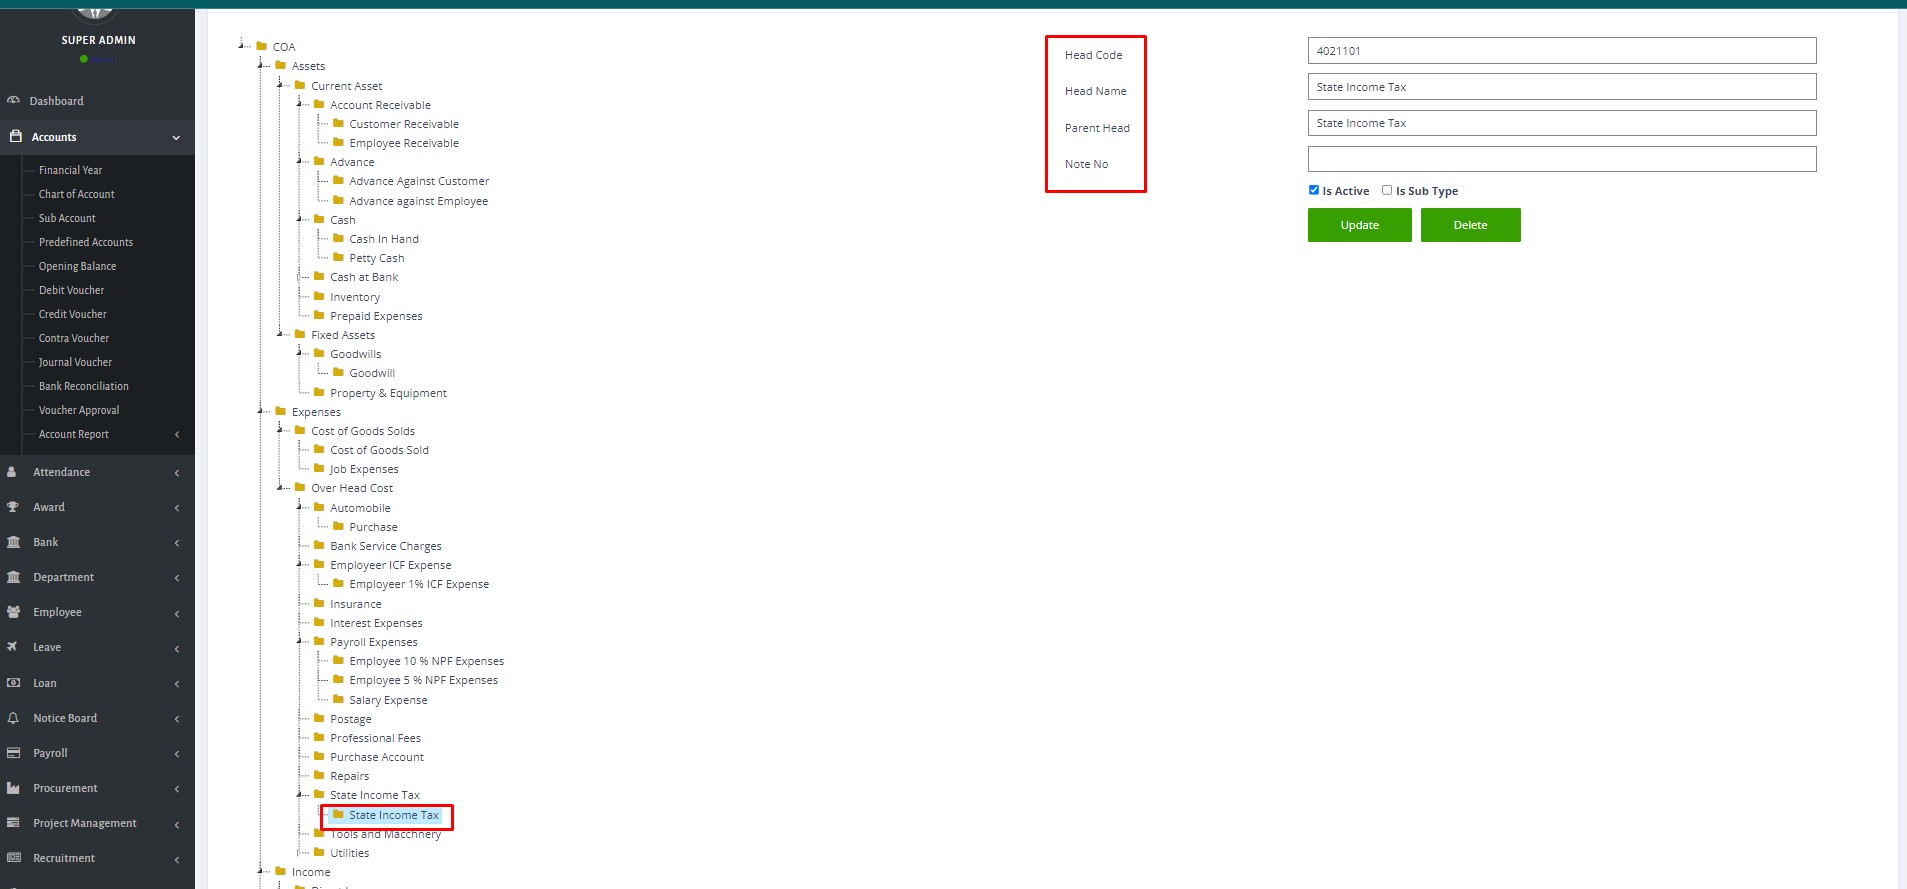 SUPER ADMIN
Dashboard
Accounts
Financial Year
Chart of Account
Sub Account
Predefined Accounts
Opening Balance
Debit Voucher
Credit Voucher
Contra Voucher
Journal Voucher
Bank Reconciliation
Voucher Approval
Account Report
Attendance
Award
Bank
Department
Employee
Leave
Loan
Notice Board
Payroll
Procurement
Project Management
Recruitment
COA
Assets
Current Asset
Account Receivable
Customer Receivable
Employee Receivable
Advance
Advance Against Customer
Advance against Employee
Cash
Cash In Hand
Petty Cash
Cash at Bank
Inventory
Prepaid Expenses
Fixed Assets
Goodwills
Goodwill
Property & Equipment
Expenses
Cost of Goods Solds
Cost of Goods Sold
Job Expenses
Over Head Cost
Automobile
Purchase
Bank Service Charges
Employeer ICF Expense
Employeer 1% ICF Expense
Insurance
Interest Expenses
Payroll Expenses
Employee 10 % NPF Expenses
Employee 5 % NPF Expenses
Salary Expense
Postage
Professional Fees
Purchase Account
Repairs
State Income Tax
State Income Tax
Tools and Macchnery
Utilities
Income
Head Code 4021101
Head Name State Income Tax
Parent Head State Income Tax
Note No
Is Active Is Sub Type
Update Delete